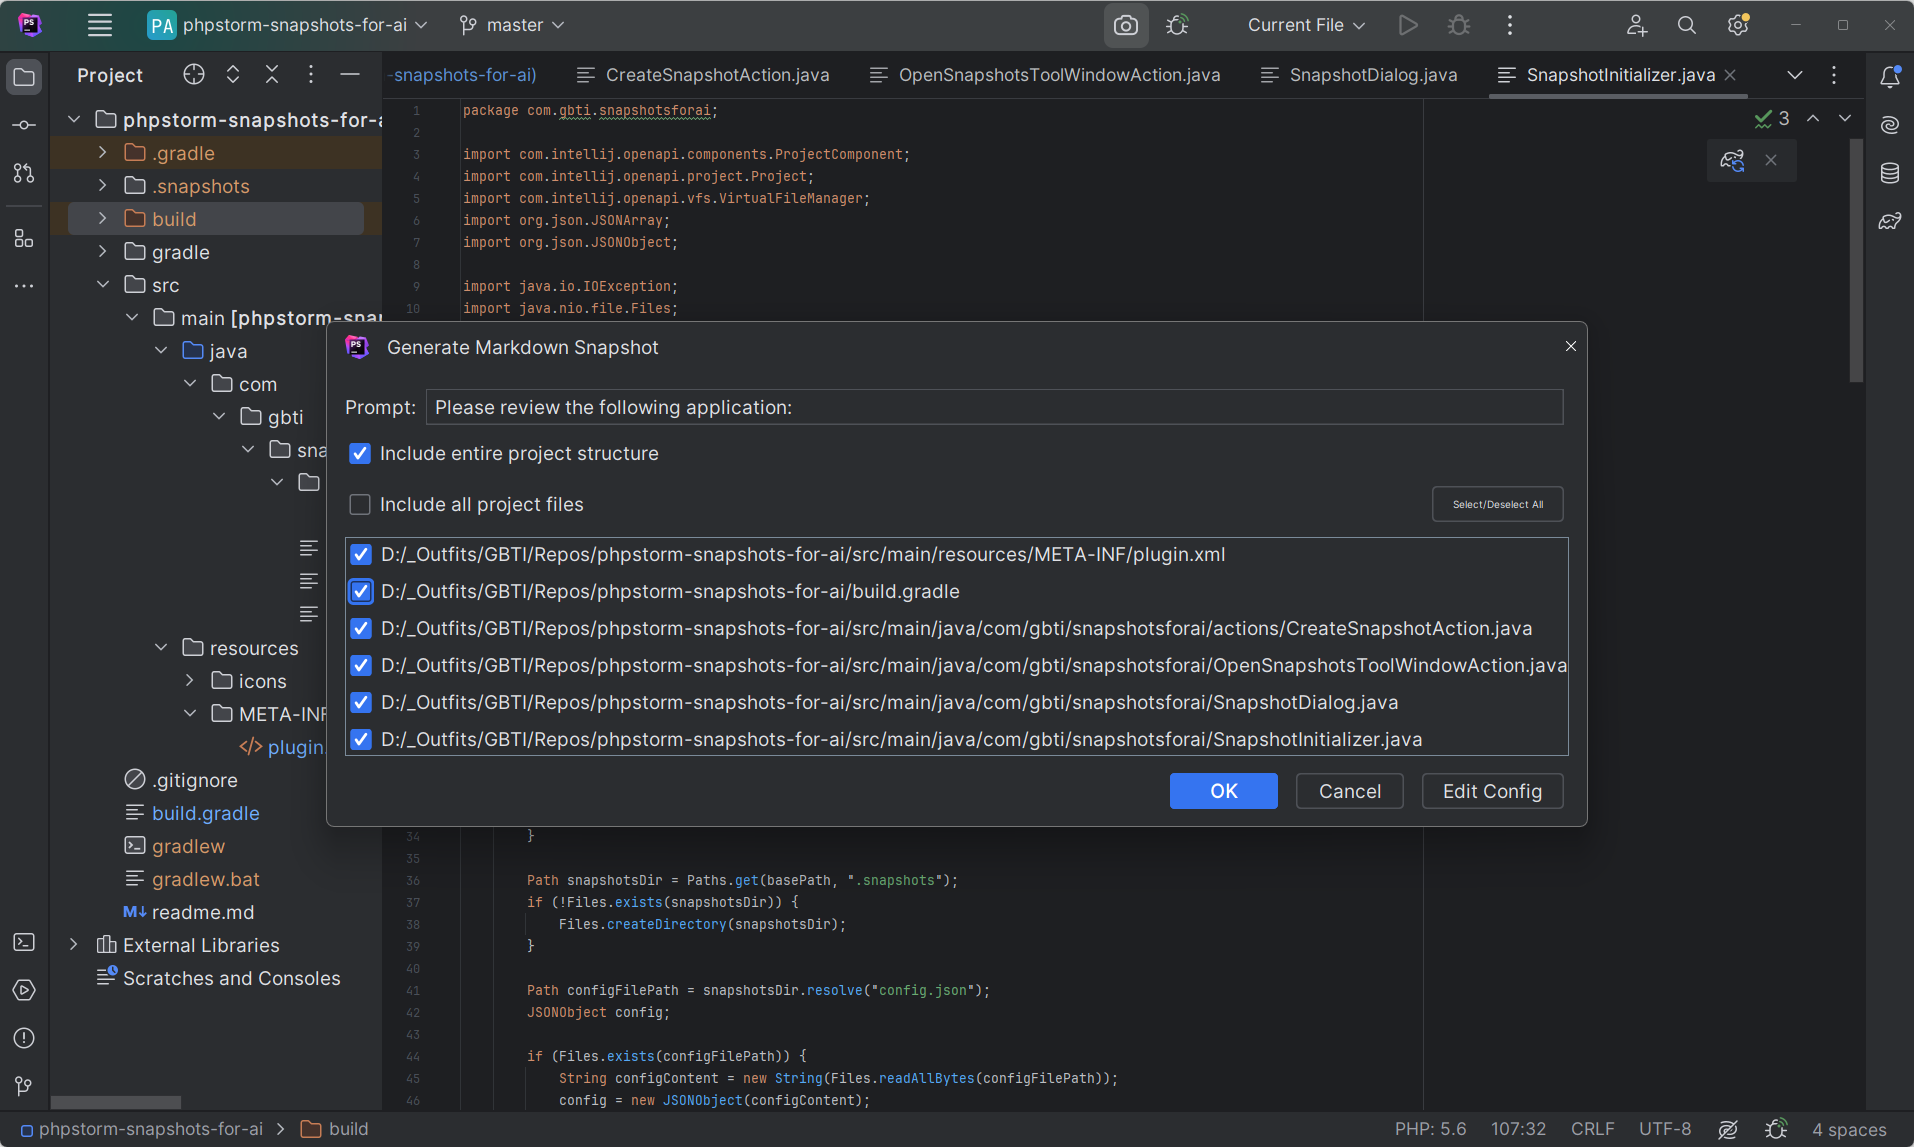 PS
PA phpstorm-snapshots-for-ai
master
Current File
Project
-snapshots-for-ai)
CreateSnapshotAction.java
OpenSnapshotsToolWindowAction.java
SnapshotDialog.java
SnapshotInitializer.java
phpstorm-snapshots-for-a
.gradle
.snapshots
build
gradle
src
main [phpstorm-snap
java
com
gbti
sna
resources
icons
META-INF
plugin.
.gitignore
build.gradle
gradlew
gradlew.bat
M↓ readme.md
External Libraries
Scratches and Consoles
3
1 package com.gbti.snapshotsforai;
2
3 import com.intellij.openapi.components.ProjectComponent;
4 import com.intellij.openapi.project.Project;
5 import com.intellij.openapi.vfs.VirtualFileManager;
6 import org.json.JSONArray;
7 import org.json.JSONObject;
8
9 import java.io.IOException;
10 import java.nio.file.Files;
PS
Generate Markdown Snapshot
Prompt: Please review the following application:
Include entire project structure
Include all project files
Select/Deselect All
D:/_Outfits/GBTI/Repos/phpstorm-snapshots-for-ai/src/main/resources/META-INF/plugin.xml
D:/_Outfits/GBTI/Repos/phpstorm-snapshots-for-ai/build.gradle
D:/_Outfits/GBTI/Repos/phpstorm-snapshots-for-ai/src/main/java/com/gbti/snapshotsforai/actions/CreateSnapshotAction.java
D:/_Outfits/GBTI/Repos/phpstorm-snapshots-for-ai/src/main/java/com/gbti/snapshotsforai/OpenSnapshotsToolWindowAction.java
D:/_Outfits/GBTI/Repos/phpstorm-snapshots-for-ai/src/main/java/com/gbti/snapshotsforai/SnapshotDialog.java
D:/_Outfits/GBTI/Repos/phpstorm-snapshots-for-ai/src/main/java/com/gbti/snapshotsforai/SnapshotInitializer.java
OK
Cancel
Edit Config
34 }
35
36 Path snapshotsDir = Paths.get(basePath, ".snapshots");
37 if (!Files.exists(snapshotsDir)) {
38 Files.createDirectory(snapshotsDir);
39 }
40
41 Path configFilePath = snapshotsDir.resolve("config.json");
42 JSONObject config;
43
44 if (Files.exists(configFilePath)) {
45 String configContent = new String(Files.readAllBytes(configFilePath));
46 config = new JSONObject(configContent);
phpstorm-snapshots-for-ai
build
PHP: 5.6
107:32
CRLF
UTF-8
4 spaces